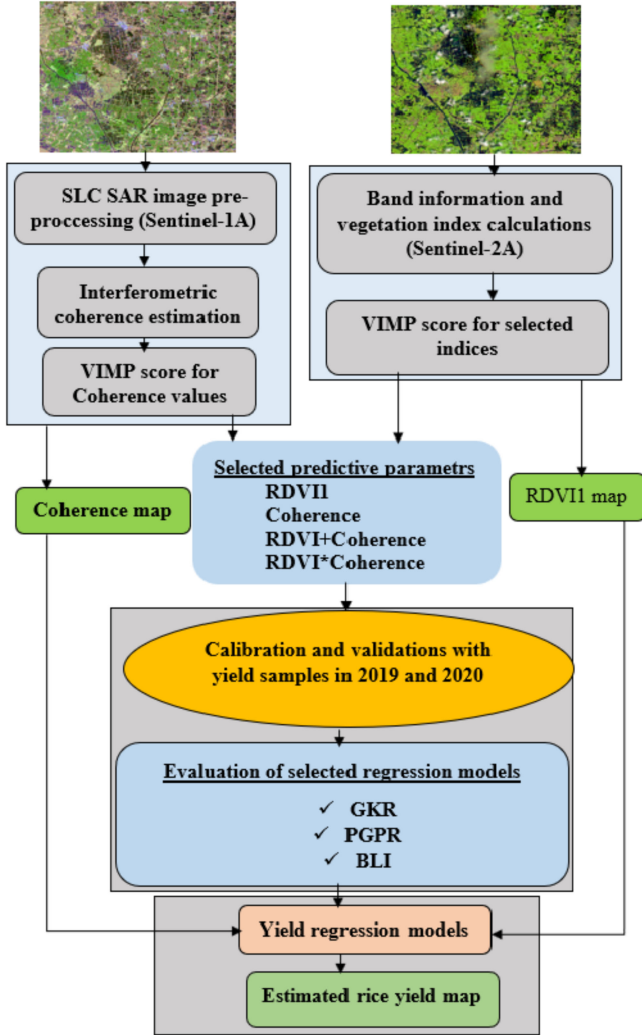 SLC SAR image pre-
proccessing (Sentinel-1A)
Interferometric
coherence estimation
VIMP score for
Coherence values
Band information and
vegetation index calculations
(Sentinel-2A)
VIMP score for selected
indices
Coherence map
Selected predictive parametrs
RDVI1
Coherence
RDVI+Coherence
RDVI*Coherence
RDVI1 map
Calibration and validations with
yield samples in 2019 and 2020
Evaluation of selected regression models
✓ GKR
✓ PGPR
✓ BLI
Yield regression models
Estimated rice yield map